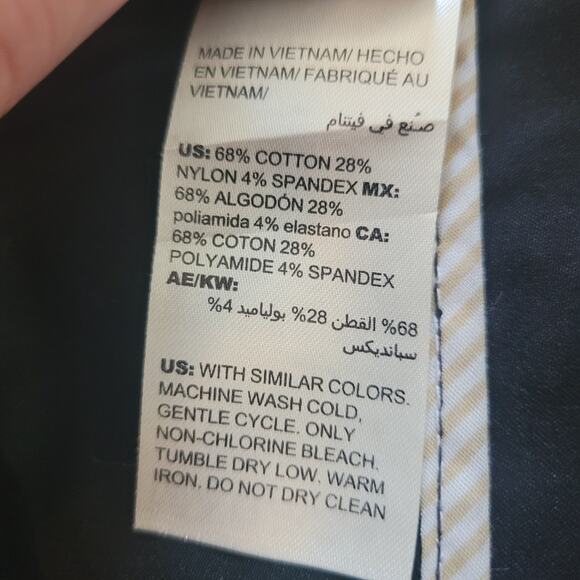 MADE IN VIETNAM/ HECHO
EN VIETNAM/ FABRIQUÉ AU
VIETNAM/
صُنع في فيتنام
US: 68% COTTON 28%
NYLON 4% SPANDEX MX:
68% ALGODÓN 28%
poliamida 4% elastano CA:
68% COTON 28%
POLYAMIDE 4% SPANDEX
AE/KW:
68% القطن 28% بولياميد 4%
سبانديكس
US: WITH SIMILAR COLORS.
MACHINE WASH COLD,
GENTLE CYCLE. ONLY
NON-CHLORINE BLEACH.
TUMBLE DRY LOW. WARM
IRON. DO NOT DRY CLEAN